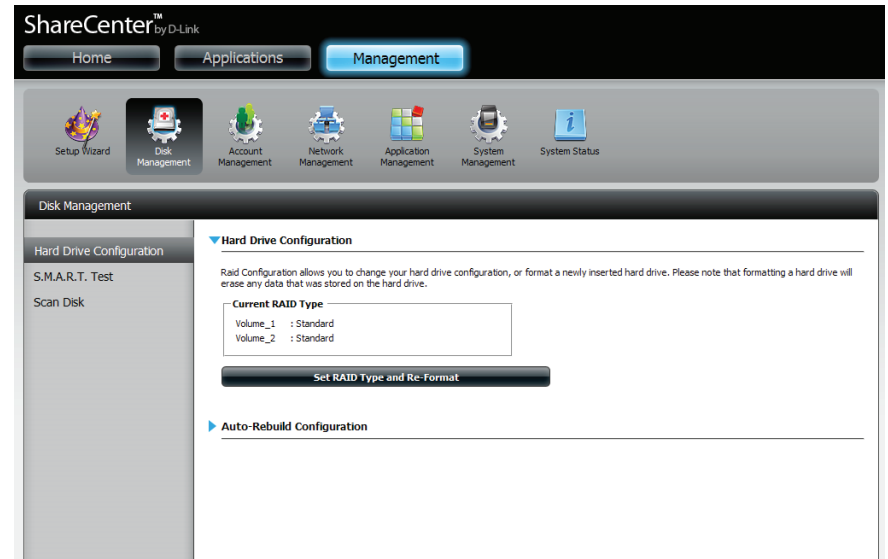 ShareCenter™ by D-Link
Home Applications Management
Setup Wizard Disk Management Account Management Network Management Application Management System Management System Status
Disk Management
Hard Drive Configuration
S.M.A.R.T. Test
Scan Disk
Hard Drive Configuration
Raid Configuration allows you to change your hard drive configuration, or format a newly inserted hard drive. Please note that formatting a hard drive will
erase any data that was stored on the hard drive.
Current RAID Type
Volume_1 : Standard
Volume_2 : Standard
Set RAID Type and Re-Format
Auto-Rebuild Configuration